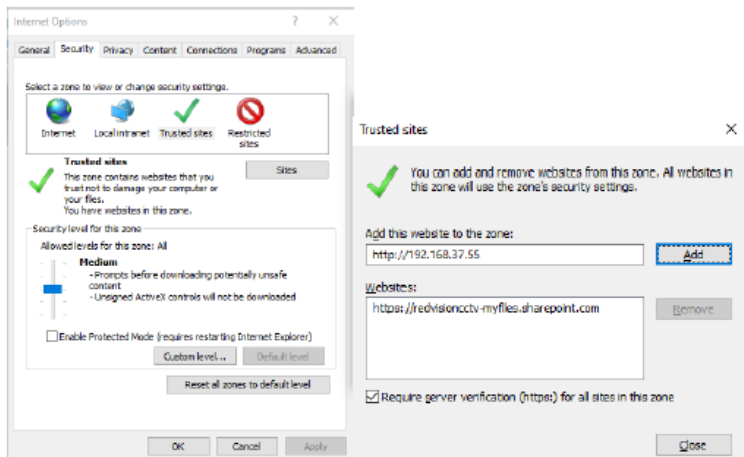 Internet Options
?
General Security Privacy Content Connections Programs Advanced
Select a zone to view or change security settings.
Internet
Local intranet
Trusted sites
Restricted
sites
Trusted sites
Sites
This zone contains websites that you
trust not to damage your computer or
your files.
You have websites in this zone.
Security level for this zone
Allowed levels for this zone: All
Medium
- Prompts before downloading potentially unsafe
content
- Unsigned ActiveX controls will not be downloaded
Enable Protected Mode (requires restarting Internet Explorer)
Custom level...
Default level
Reset all zones to default level
OK
Cancel
Apply
Trusted sites
You can add and remove websites from this zone. All websites in
this zone will use the zone's security settings.
Add this website to the zone:
http://192.168.37.55
Add
Websites:
https://redvisioncctv-myfiles.sharepoint.com
Remove
Require server verification (https:) for all sites in this zone
Close